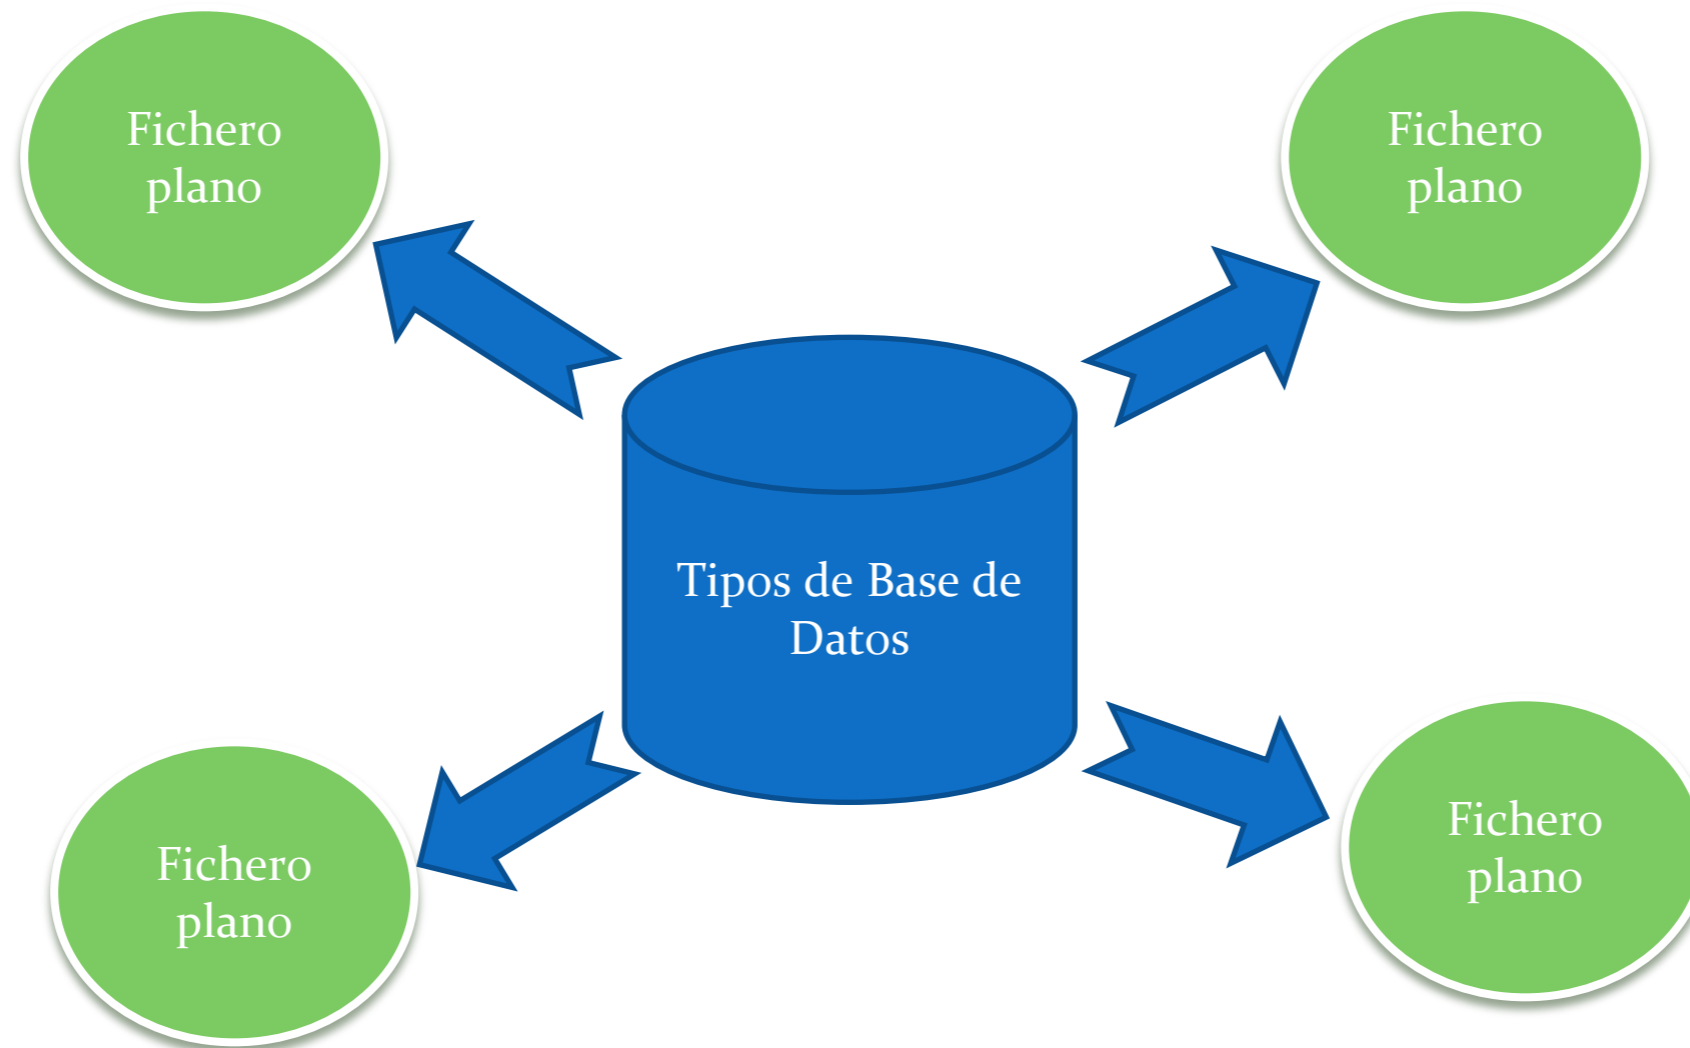 Fichero
plano
Fichero
plano
Tipos de Base de
Datos
Fichero
plano
Fichero
plano